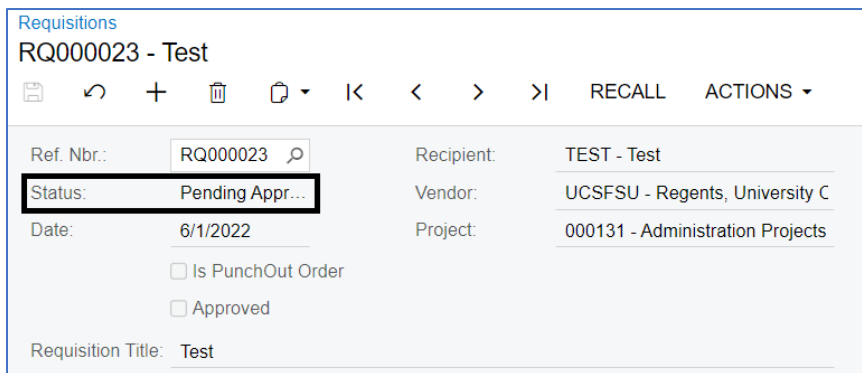 Requisitions
RQ000023 - Test
RECALL ACTIONS
Ref. Nbr.: RQ000023 Recipient: TEST - Test
Status: Pending Appr... Vendor: UCSFSU - Regents, University C
Date: 6/1/2022 Project: 000131 - Administration Projects
Is PunchOut Order
Approved
Requisition Title: Test